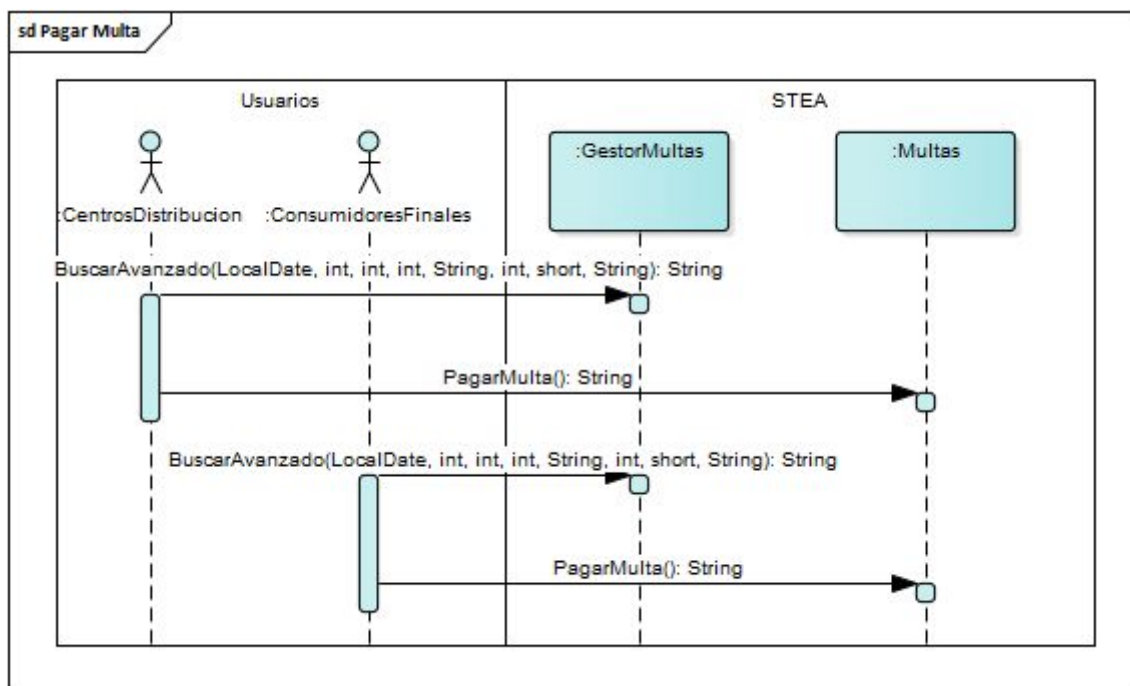 sd Pagar Multa
Usuarios
STEA
:GestorMultas
:Multas
:CentrosDistribucion
:ConsumidoresFinales
BuscarAvanzado(LocalDate, int, int, int, String, int, short, String): String
PagarMulta(): String
BuscarAvanzado(LocalDate, int, int, int, String, int, short, String): String
PagarMulta(): String